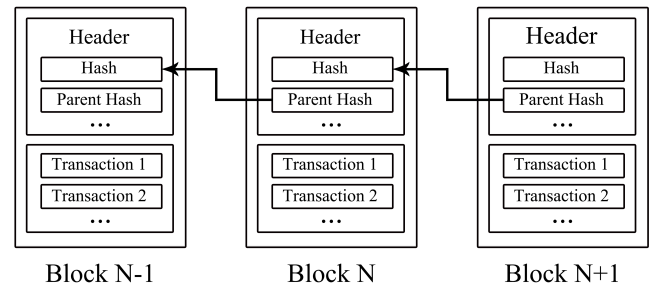 Header
Hash
Parent Hash
...
Transaction 1
Transaction 2
...
Block N-1
Header
Hash
Parent Hash
...
Transaction 1
Transaction 2
...
Block N
Header
Hash
Parent Hash
...
Transaction 1
Transaction 2
...
Block N+1